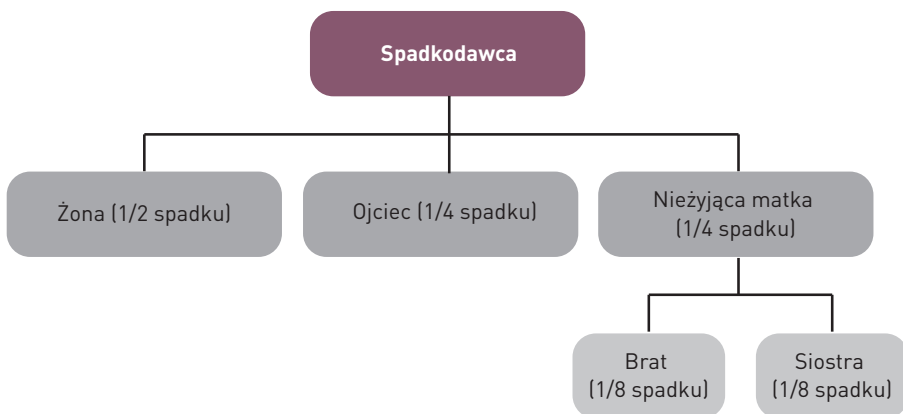 Spadkodawca
Żona (1/2 spadku)
Ojciec (1/4 spadku)
Nieżyjąca matka
(1/4 spadku)
Brat
(1/8 spadku)
Siostra
(1/8 spadku)